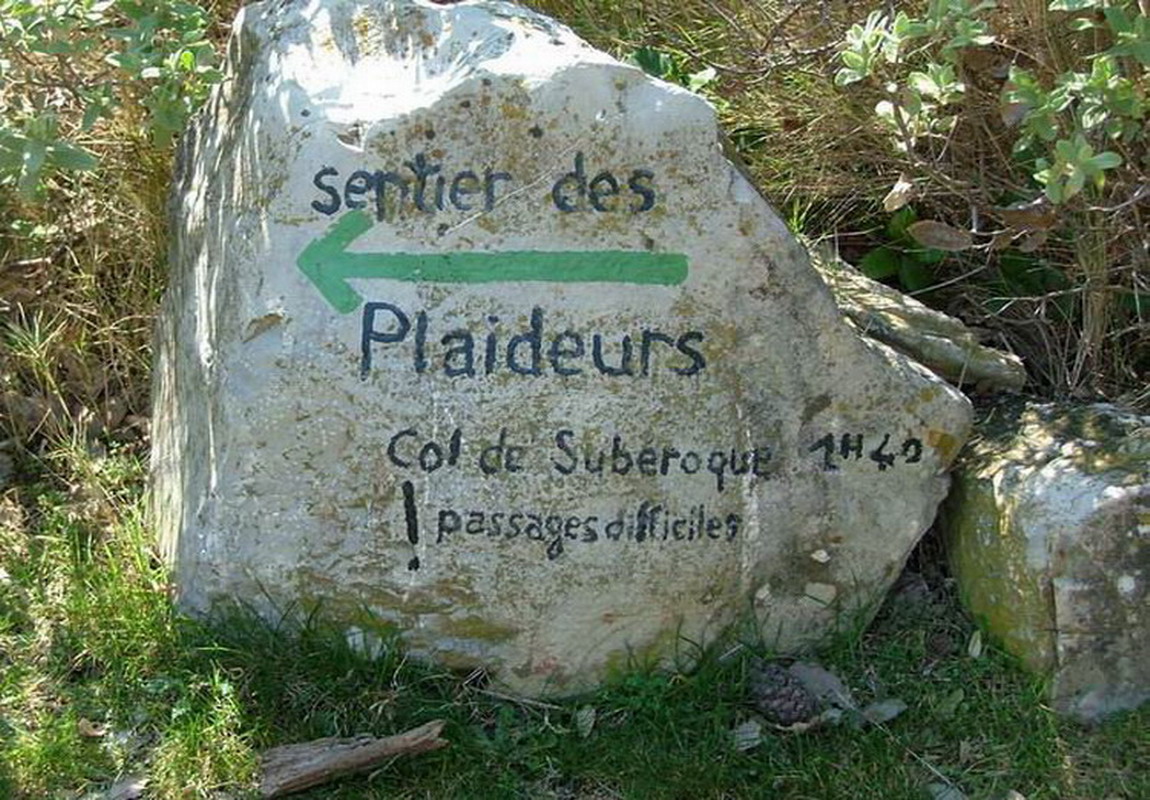 sentier des
Plaideurs
Col de Suberoque 1H40
! passages difficiles